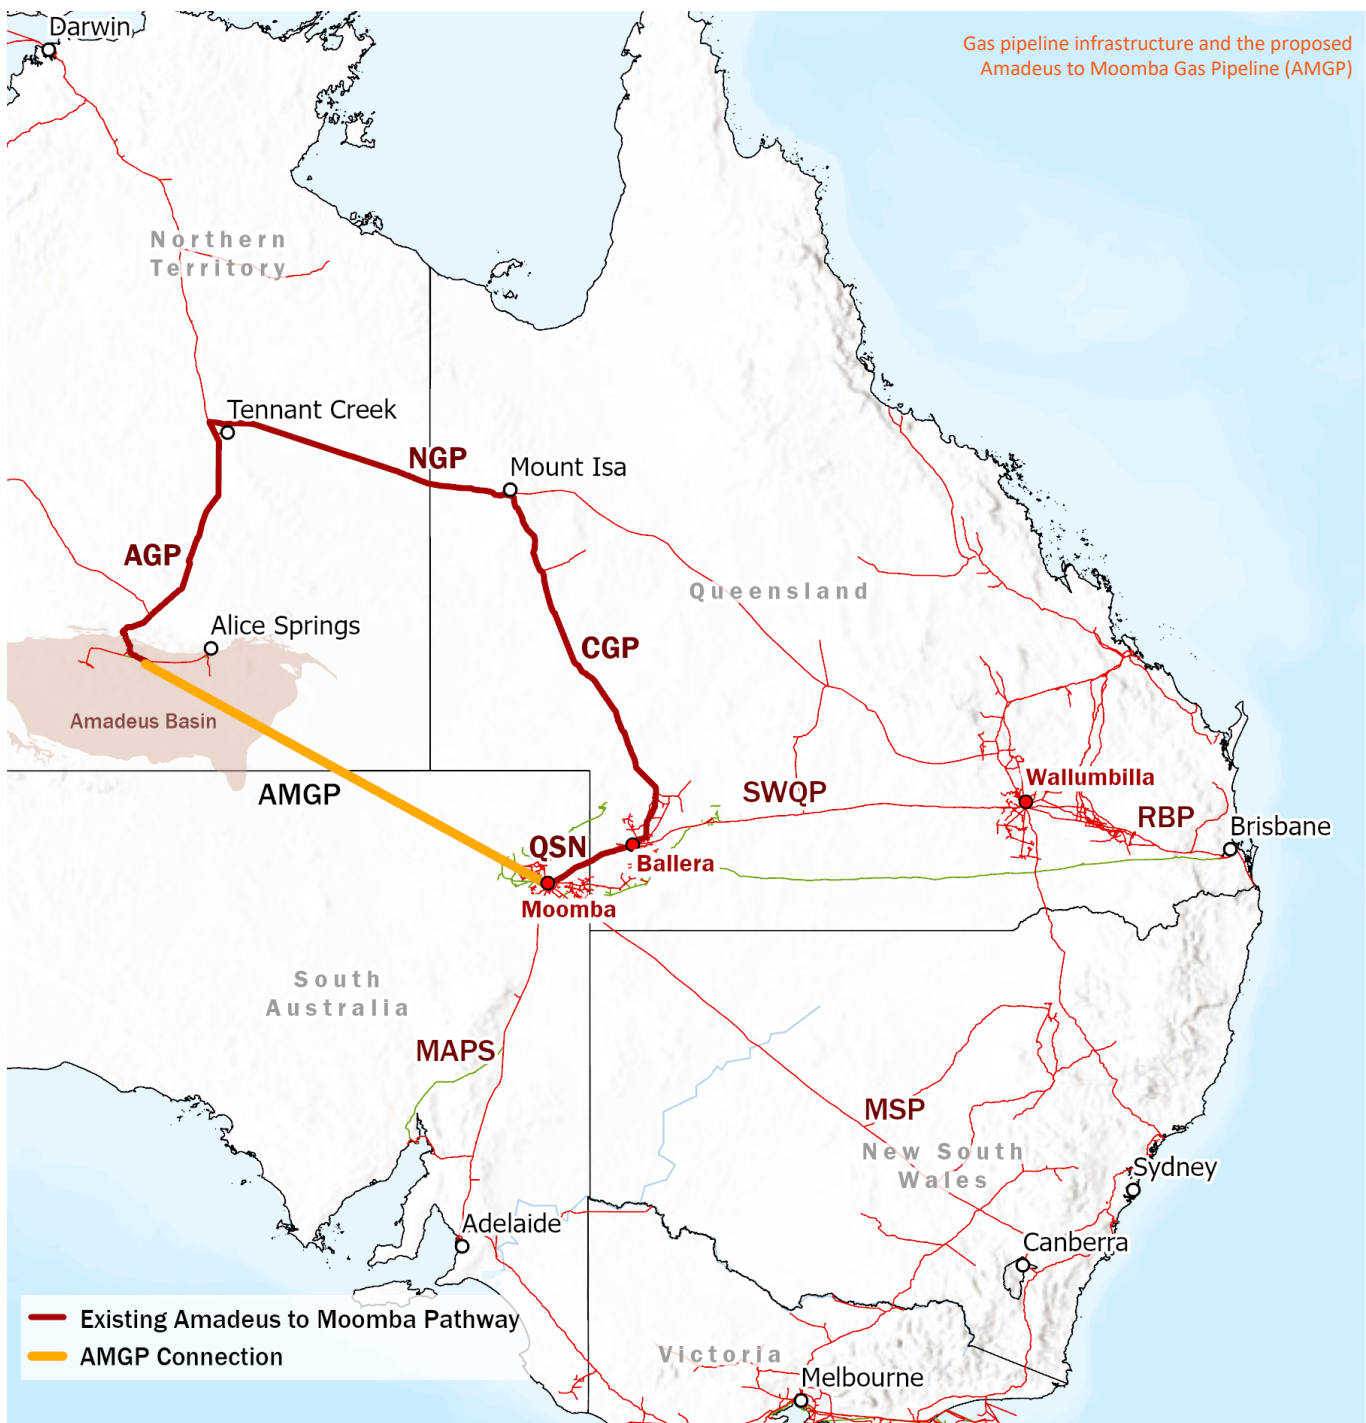 Darwin
Gas pipeline infrastructure and the proposed
Amadeus to Moomba Gas Pipeline (AMGP)
Northern
Territory
Tennant Creek
NGP
Mount Isa
AGP
Queensland
Alice Springs
CGP
Amadeus Basin
AMGP
SWQP
Wallumbilla
RBP
Brisbane
QSN
Ballera
Moomba
South
Australia
MAPS
MSP
New South
Wales
Sydney
Adelaide
Canberra
Existing Amadeus to Moomba Pathway
AMGP Connection
Victoria
Melbourne